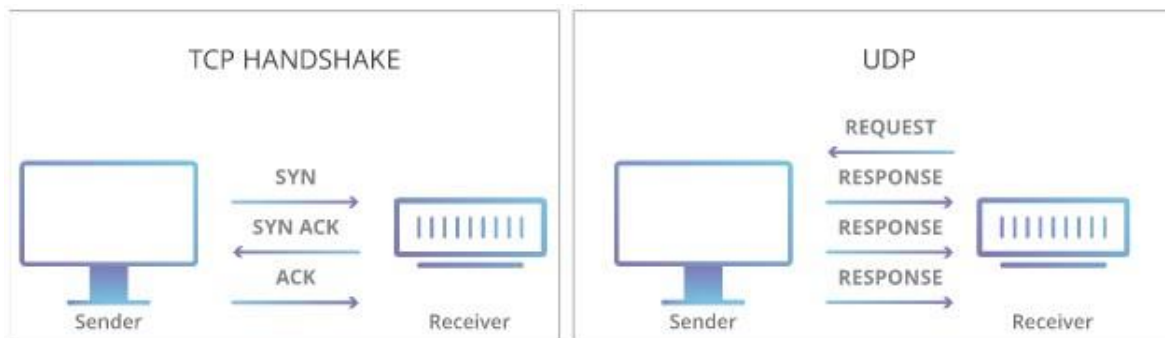 TCP HANDSHAKE
SYN
SYN ACK
ACK
Sender
Receiver
UDP
REQUEST
RESPONSE
RESPONSE
RESPONSE
Sender
Receiver